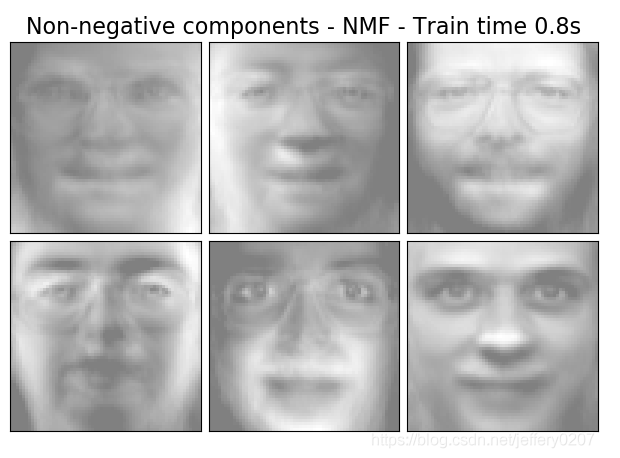 Non-negative components - NMF - Train time 0.8s
https://blog.csdn.net/jeffery0207